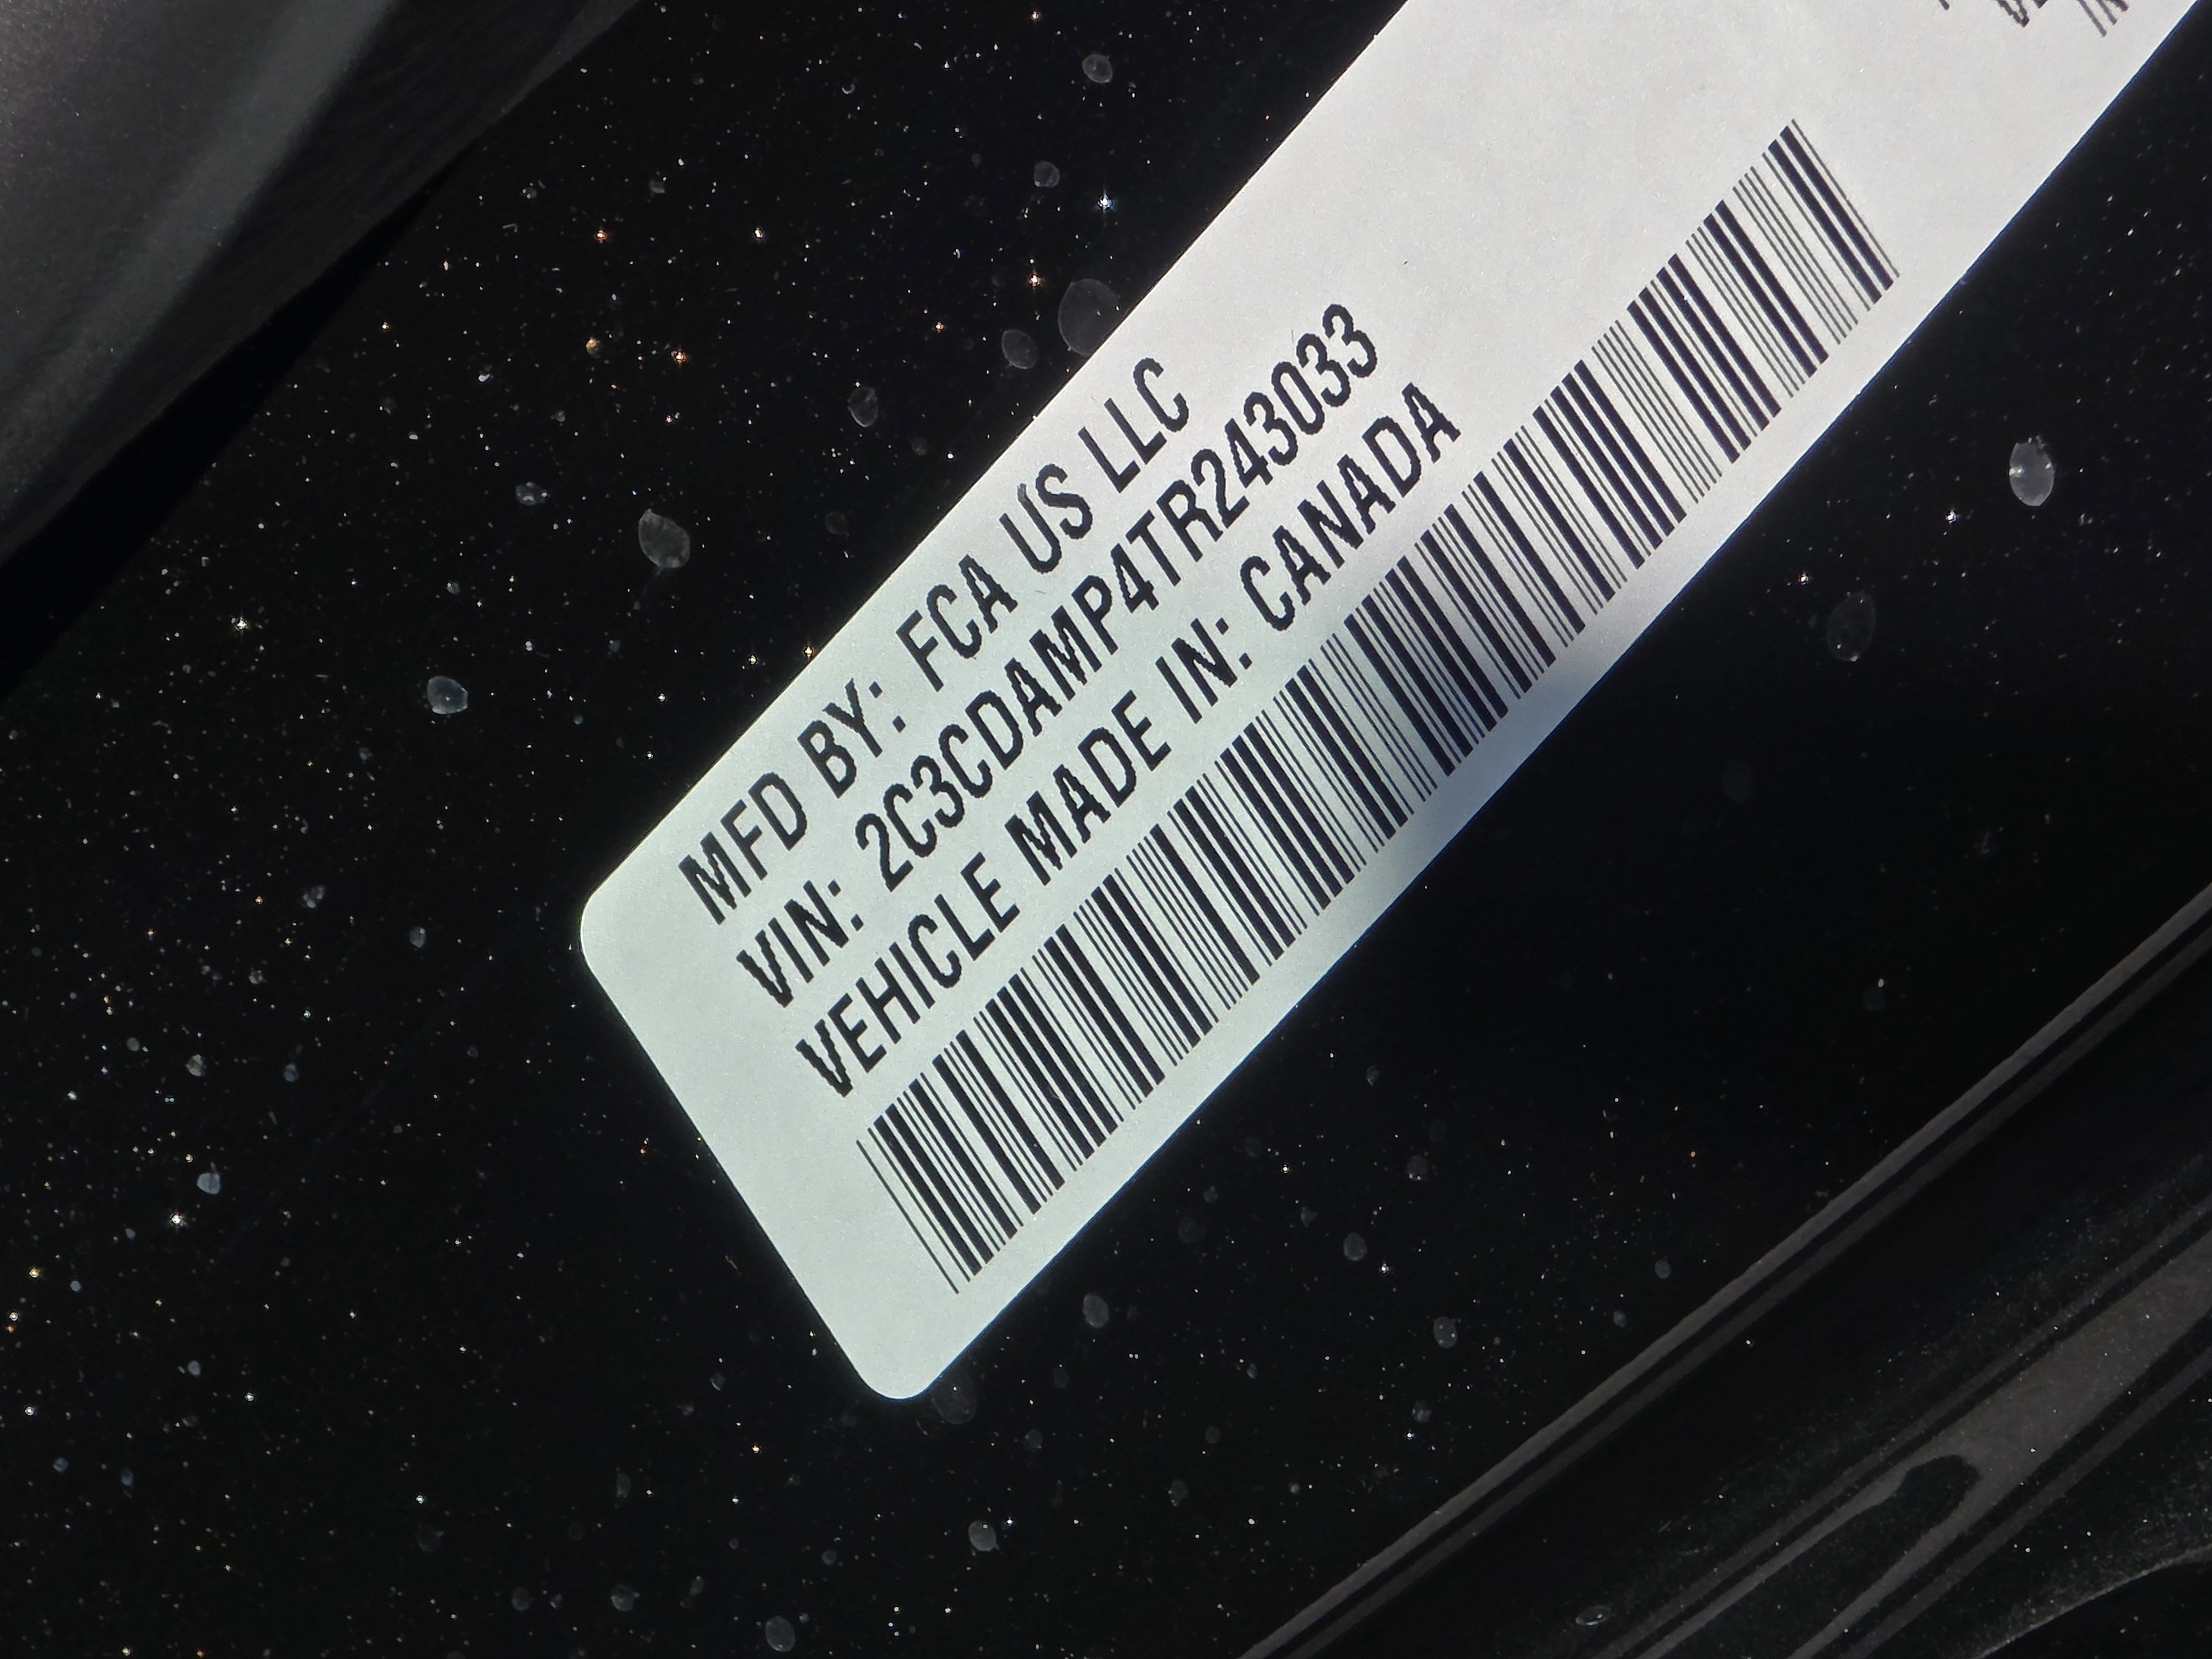 MFD BY: FCA US LLC
VIN: 2C3CDAMP4TR243033
VEHICLE MADE IN: CANADA